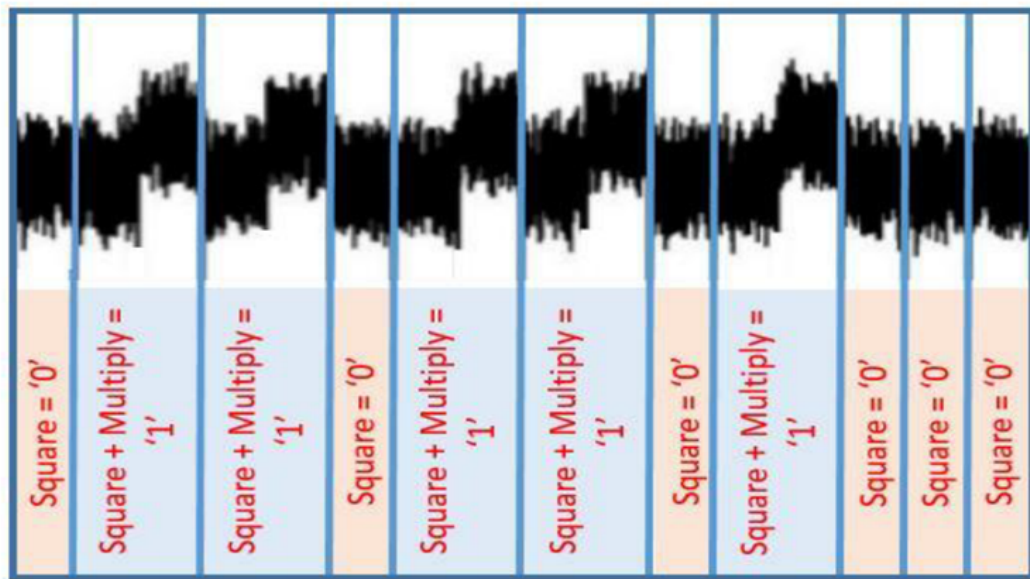 Square = ‘0’
Square + Multiply =
‘1’
Square + Multiply =
‘1’
Square = ‘0’
Square + Multiply =
‘1’
Square + Multiply =
‘1’
Square = ‘0’
Square + Multiply =
‘1’
Square = ‘0’
Square = ‘0’
Square = ‘0’